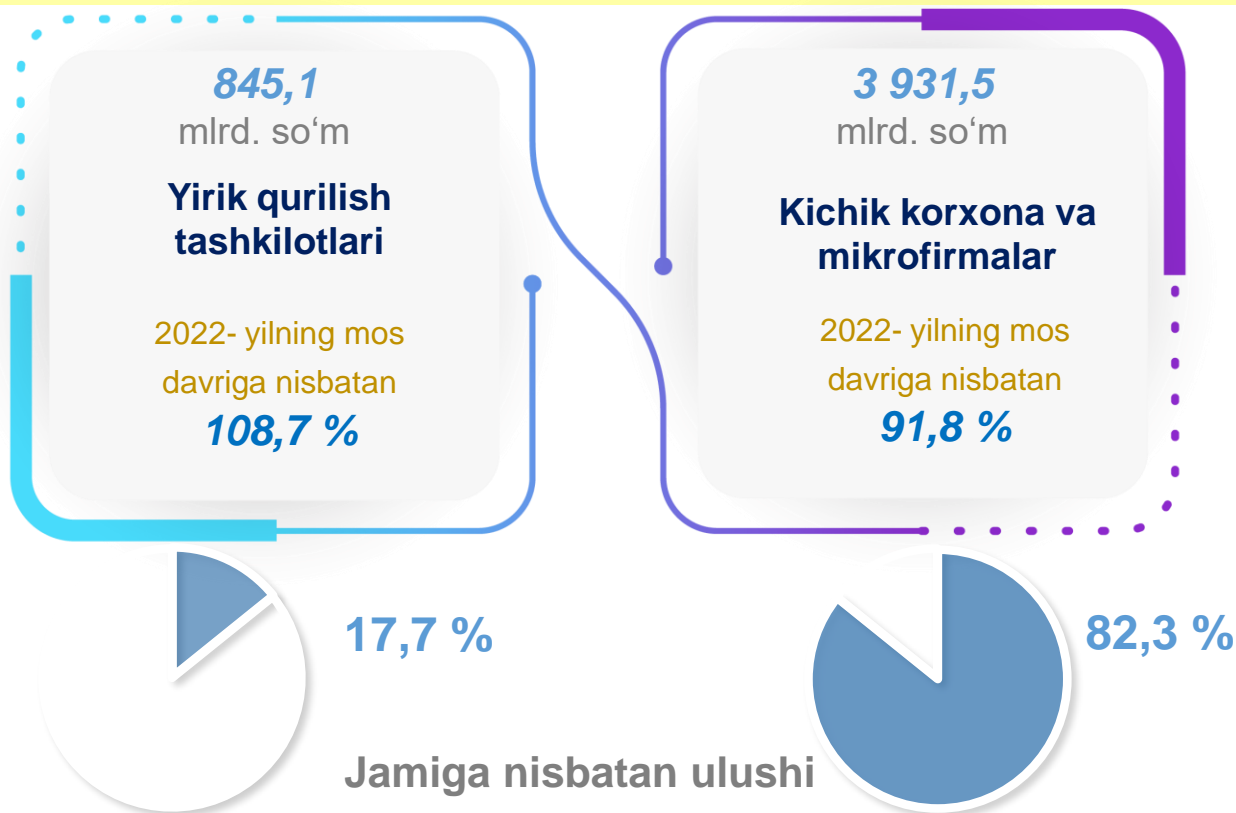 845,1
mlrd. so‘m
Yirik qurilish
tashkilotlari
2022- yilning mos
davriga nisbatan
108,7 %
3 931,5
mlrd. so‘m
Kichik korxona va
mikrofirmalar
2022- yilning mos
davriga nisbatan
91,8 %
17,7 %
82,3 %
Jamiga nisbatan ulushi